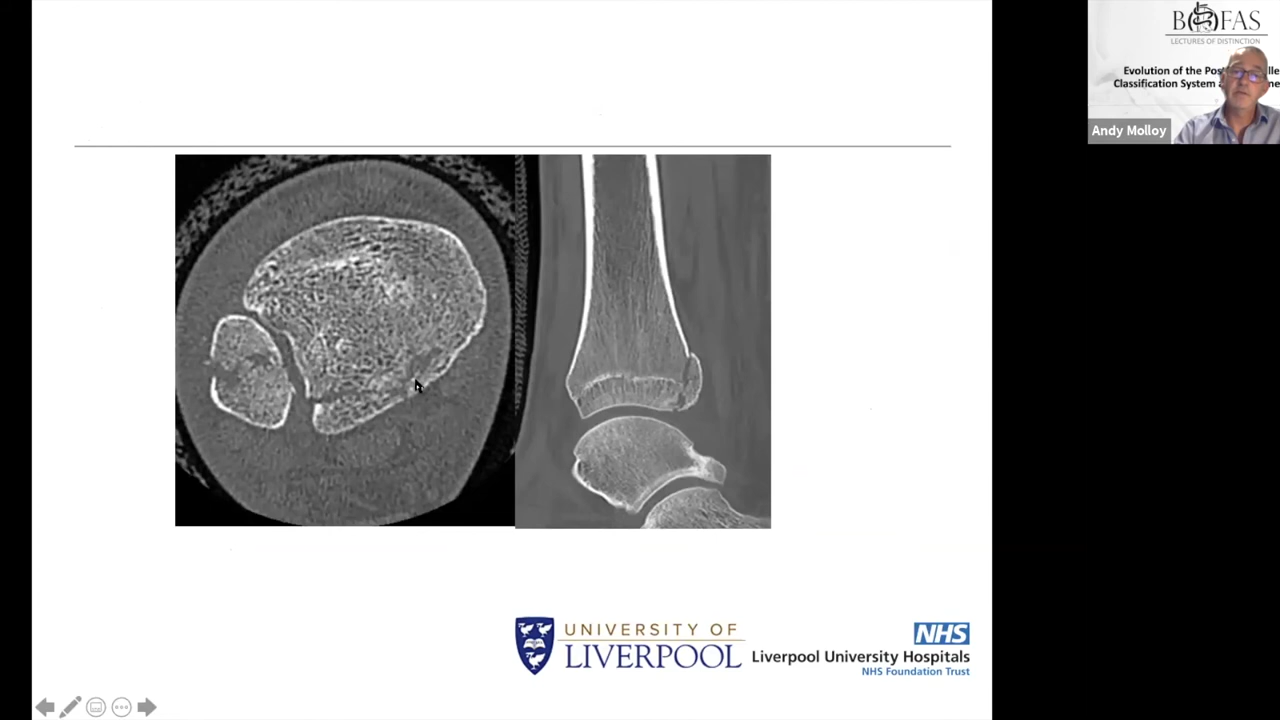 BOFAS
LECTURES OF DISTINCTION
Evolution of the
Classification System
Andy Molloy
UNIVERSITY OF
LIVERPOOL
NHS
Liverpool University Hospitals
NHS Foundation Trust